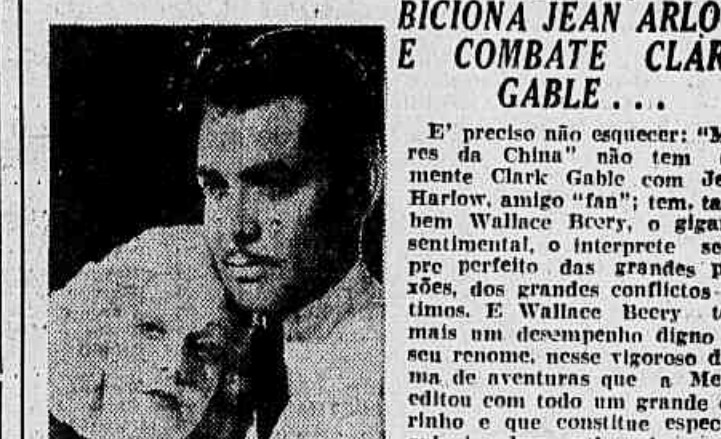 BICIONA JEAN ARLO
E COMBATE CLAR
GABLE...
E' preciso não esquecer: "M
res da China" não tem
mente Clark Gable com Je
Harlow, amigo "fan"; tem, ta
bem Wallace Beery, o giga
sentimental, o interprete se
pre perfeito das grandes p
xões, dos grandes conflictos
timos. E Wallace Beery t
mais um desempenho digno
seu renome, nesse vigoroso d
ma de aventuras que a Me
editou com todo um grande c
rinho e que constitue espec